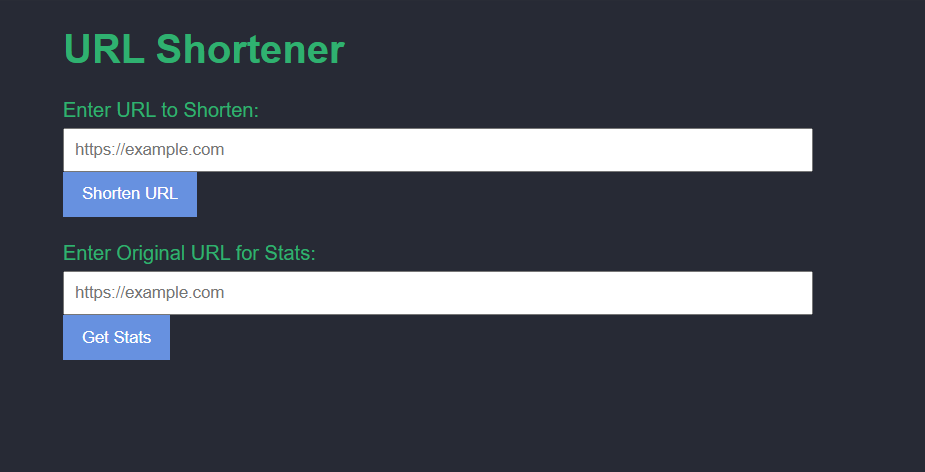 URL Shortener
Enter URL to Shorten:
https://example.com
Shorten URL
Enter Original URL for Stats:
https://example.com
Get Stats